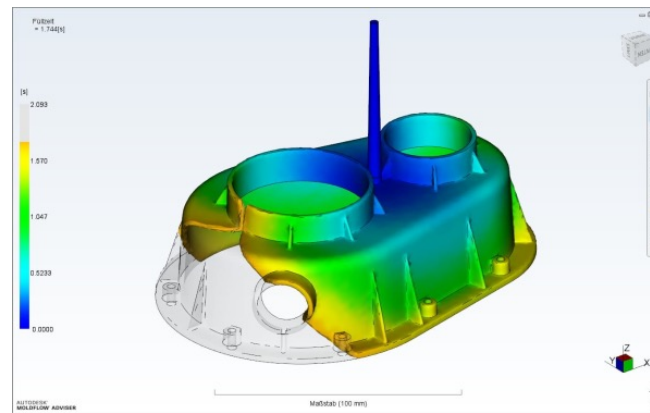 Füllzeit
= 1.744[s]
[s]
2.093
1.570
1.047
0.5233
0.0000
Z
Y
X
AUTODESK®
MOLDFLOW ADVISER
Maßstab (100 mm)